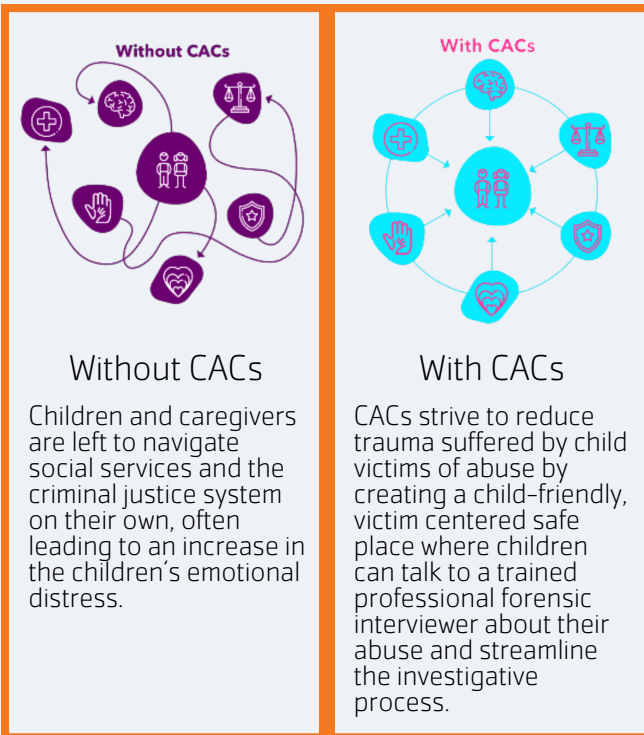 Without CACs
Without CACs
Children and caregivers
are left to navigate
social services and the
criminal justice system
on their own, often
leading to an increase in
the children´s emotional
distress.
With CACs
With CACs
CACs strive to reduce
trauma suffered by child
victims of abuse by
creating a child-friendly,
victim centered safe
place where children
can talk to a trained
professional forensic
interviewer about their
abuse and streamline
the investigative
process.